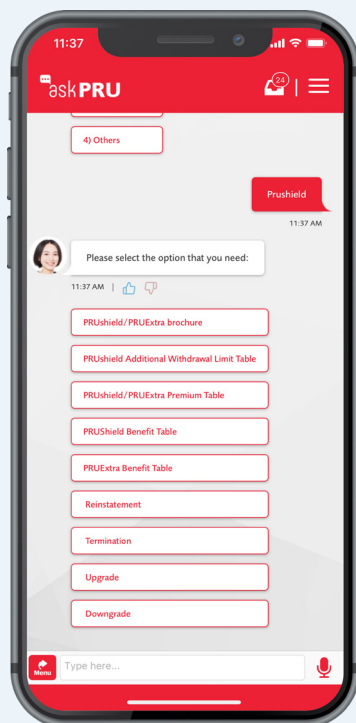 11:37
askPRU
24
4) Others
Prushield
11:37 AM
Please select the option that you need:
11:37 AM |
PRUshield/PRUExtra brochure
PRUshield Additional Withdrawal Limit Table
PRUshield/PRUExtra Premium Table
PRUShield Benefit Table
PRUExtra Benefit Table
Reinstatement
Termination
Upgrade
Downgrade
Menu
Type here...